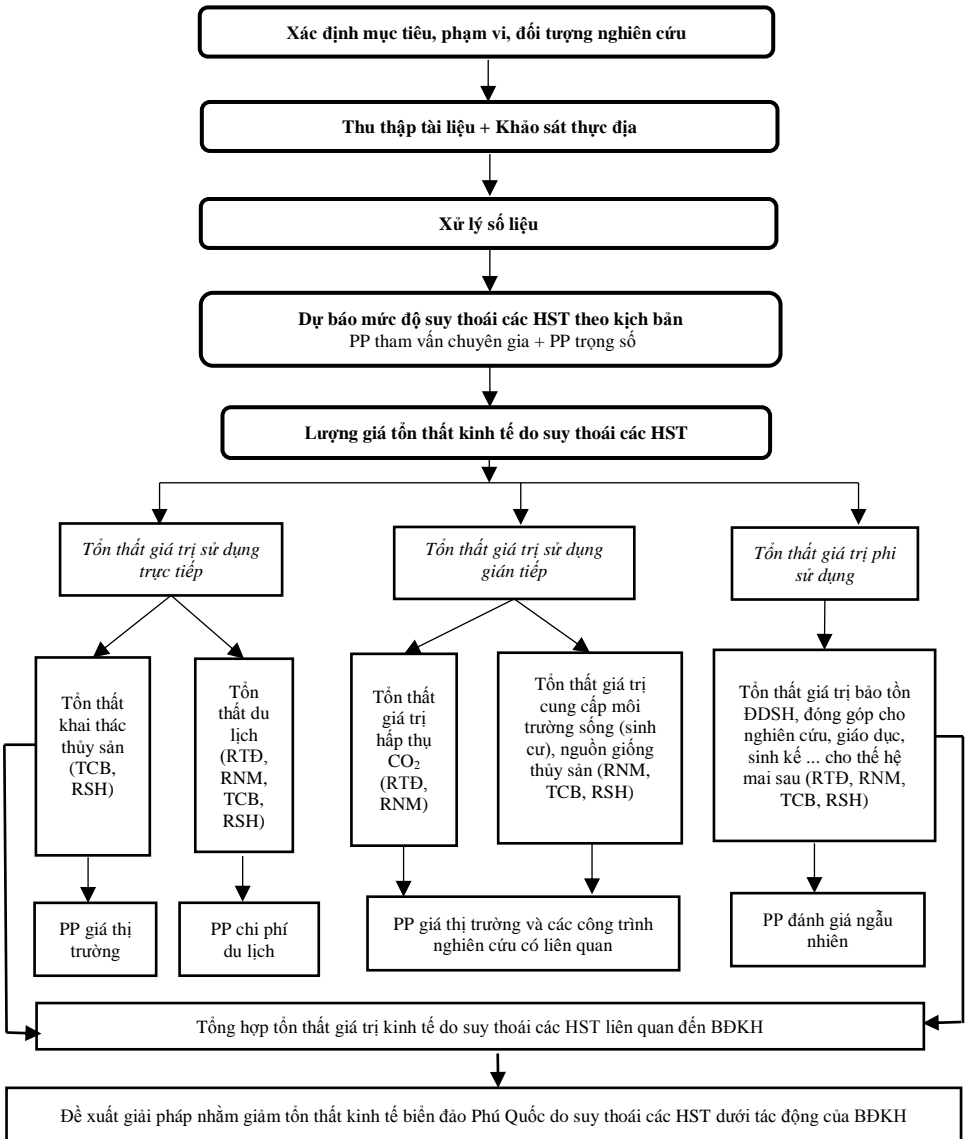 Xác định mục tiêu, phạm vi, đối tượng nghiên cứu
Thu thập tài liệu + Khảo sát thực địa
Xử lý số liệu
Dự báo mức độ suy thoái các HST theo kịch bản
PP tham vấn chuyên gia + PP trọng số
Lượng giá tổn thất kinh tế do suy thoái các HST
Tổn thất giá trị sử dụng
trực tiếp
Tổn thất giá trị sử dụng
gián tiếp
Tổn thất giá trị phi
sử dụng
Tổn thất
khai thác
thủy sản
(TCB,
RSH)
Tổn
thất du
lịch
(RTĐ,
RNM,
TCB,
RSH)
Tổn thất
giá trị
hấp thụ
CO₂
(RTĐ,
RNM)
Tổn thất giá trị
cung cấp môi
trường sống (sinh
cư), nguồn giống
thủy sản (RNM,
TCB, RSH)
Tổn thất giá trị bảo tồn
ĐDSH, đóng góp cho
nghiên cứu, giáo dục,
sinh kế ... cho thế hệ
mai sau (RTĐ, RNM,
TCB, RSH)
PP giá thị
trường
PP chi phí
du lịch
PP giá thị trường và các công trình
nghiên cứu có liên quan
PP đánh giá ngẫu
nhiên
Tổng hợp tổn thất giá trị kinh tế do suy thoái các HST liên quan đến BĐKH
Đề xuất giải pháp nhằm giảm tổn thất kinh tế biển đảo Phú Quốc do suy thoái các HST dưới tác động của BĐKH